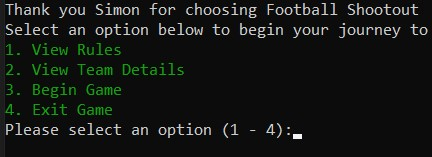 Thank you Simon for choosing Football Shootout
Select an option below to begin your journey to
1. View Rules
2. View Team Details
3. Begin Game
4. Exit Game
Please select an option (1 - 4):